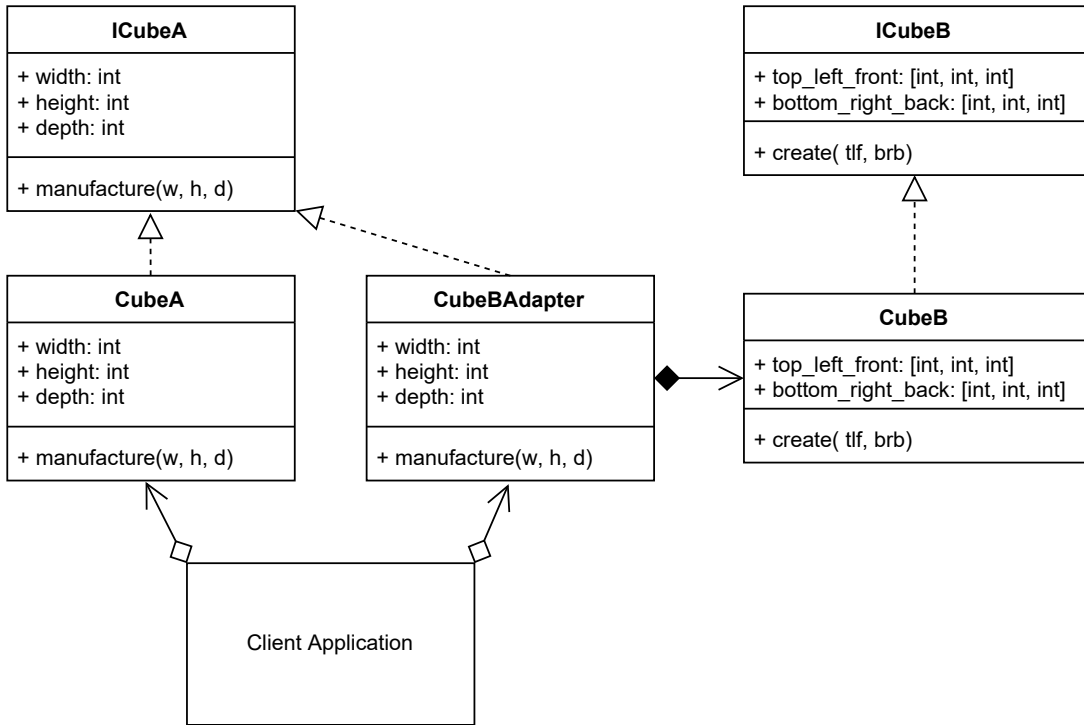 ICubeA
+ width: int
+ height: int
+ depth: int
+ manufacture(w, h, d)
ICubeB
+ top_left_front: [int, int, int]
+ bottom_right_back: [int, int, int]
+ create( tlf, brb)
CubeA
+ width: int
+ height: int
+ depth: int
+ manufacture(w, h, d)
CubeBAdapter
+ width: int
+ height: int
+ depth: int
+ manufacture(w, h, d)
CubeB
+ top_left_front: [int, int, int]
+ bottom_right_back: [int, int, int]
+ create( tlf, brb)
Client Application